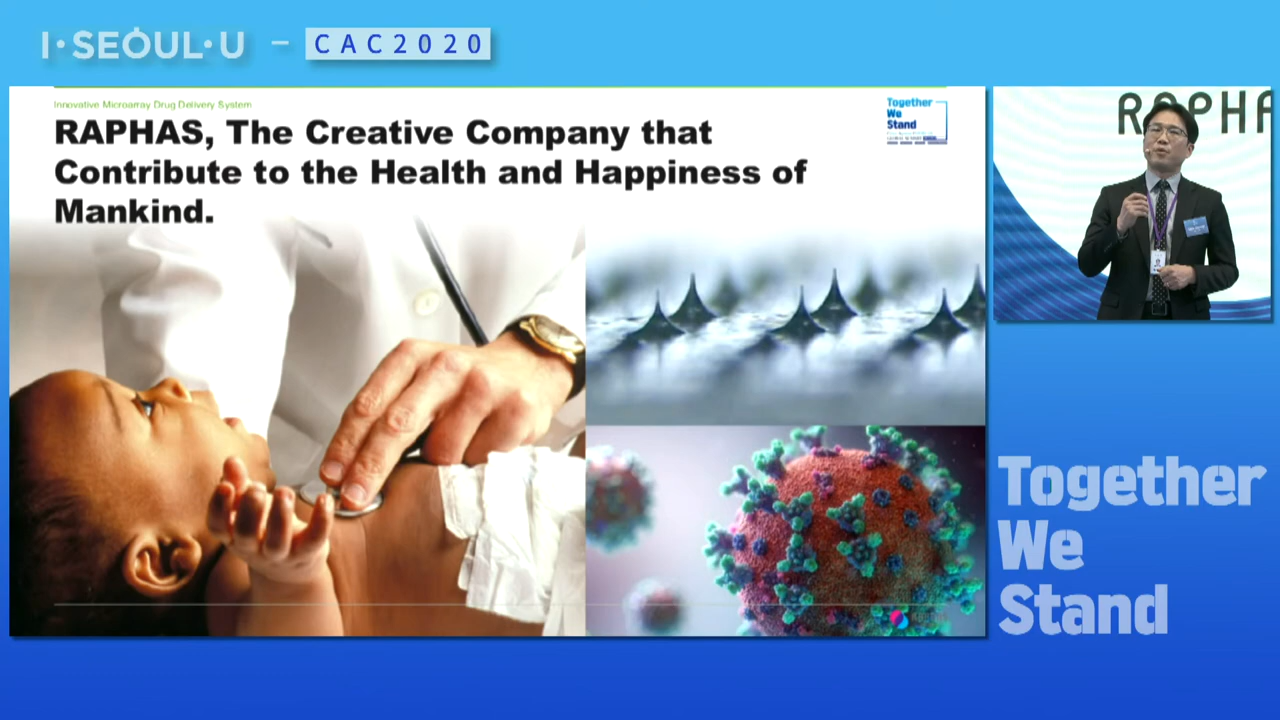 I·SEOUL·U – CAC2020
Innovative Microarray Drug Delivery System
RAPHAS, The Creative Company that
Contribute to the Health and Happiness of
Mankind.
Together
We
Stand
RAPHA
Together
We
Stand